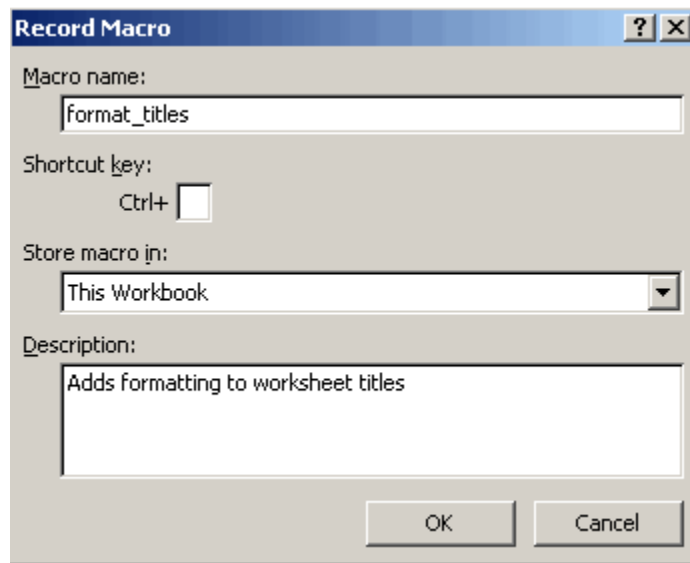 Record Macro
Macro name:
format_titles
Shortcut key:
Ctrl+
Store macro in:
This Workbook
Description:
Adds formatting to worksheet titles
OK Cancel